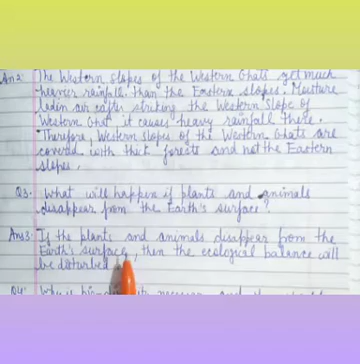 Ans2: The Western slopes of the Western Ghats get much
heavier rainfall than the Eastern slopes. Moisture
ladin air after striking the Western Slope of
Western Ghat, it causes heavy rainfall there.
Therefore, Western slopes of the Western Ghats are
covered with thick forests and not the Eastern
slopes.
Q3. What will happen if plants and animals
disappear from the Earth's surface?
Ans3: If the plants and animals disappear from the
Earth's surface, then the ecological balance will
be disturbed
Q4.